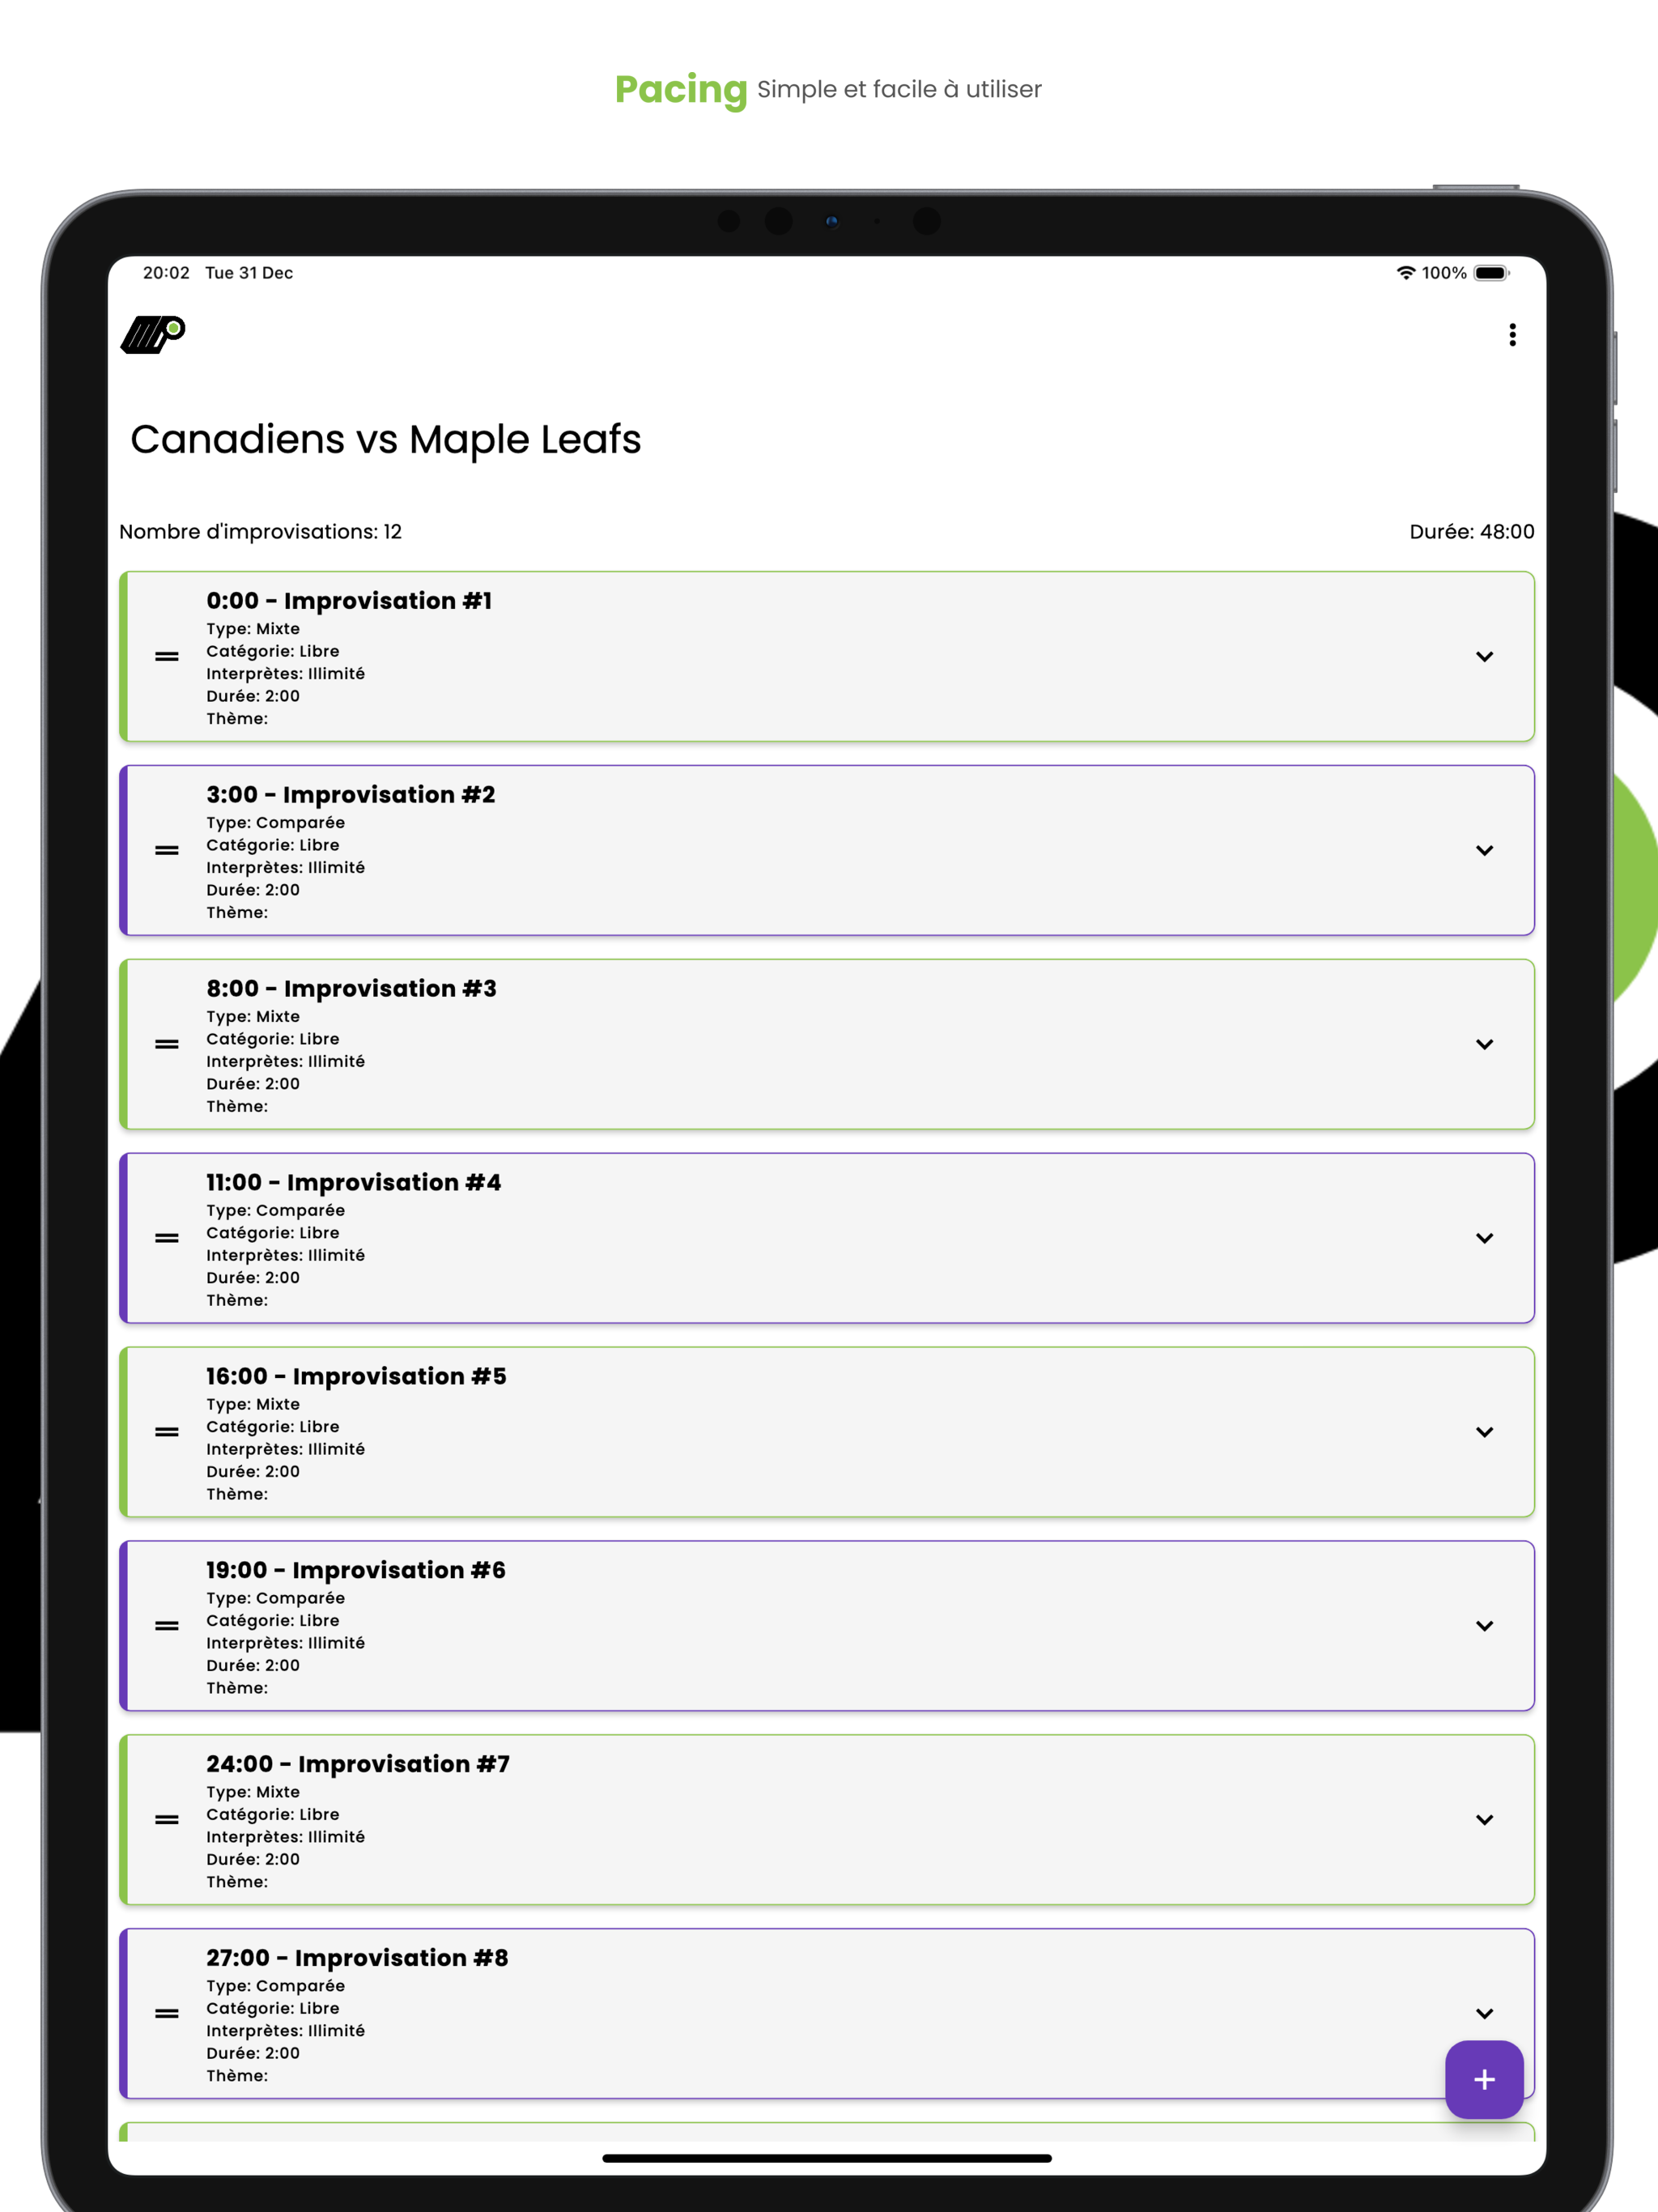 Pacing Simple et facile à utiliser
20:02 Tue 31 Dec 100%
Canadiens vs Maple Leafs
Nombre d'improvisations: 12 Durée: 48:00
0:00 - Improvisation #1
Type: Mixte
Catégorie: Libre
Interprètes: Illimité
Durée: 2:00
Thème:
3:00 - Improvisation #2
Type: Comparée
Catégorie: Libre
Interprètes: Illimité
Durée: 2:00
Thème:
8:00 - Improvisation #3
Type: Mixte
Catégorie: Libre
Interprètes: Illimité
Durée: 2:00
Thème:
11:00 - Improvisation #4
Type: Comparée
Catégorie: Libre
Interprètes: Illimité
Durée: 2:00
Thème:
16:00 - Improvisation #5
Type: Mixte
Catégorie: Libre
Interprètes: Illimité
Durée: 2:00
Thème:
19:00 - Improvisation #6
Type: Comparée
Catégorie: Libre
Interprètes: Illimité
Durée: 2:00
Thème:
24:00 - Improvisation #7
Type: Mixte
Catégorie: Libre
Interprètes: Illimité
Durée: 2:00
Thème:
27:00 - Improvisation #8
Type: Comparée
Catégorie: Libre
Interprètes: Illimité
Durée: 2:00
Thème: